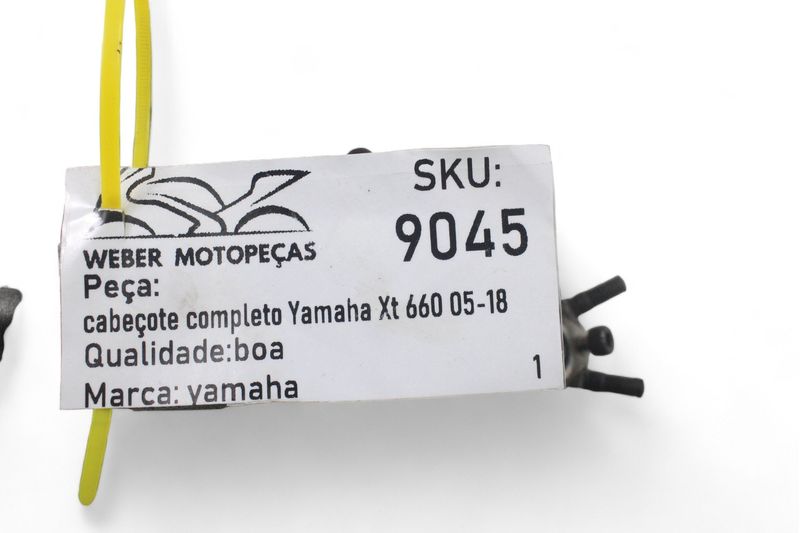 SKU:
9045
WEBER MOTOPEÇAS
Peça:
cabeçote completo Yamaha Xt 660 05-18
Qualidade:boa
1
Marca: yamaha